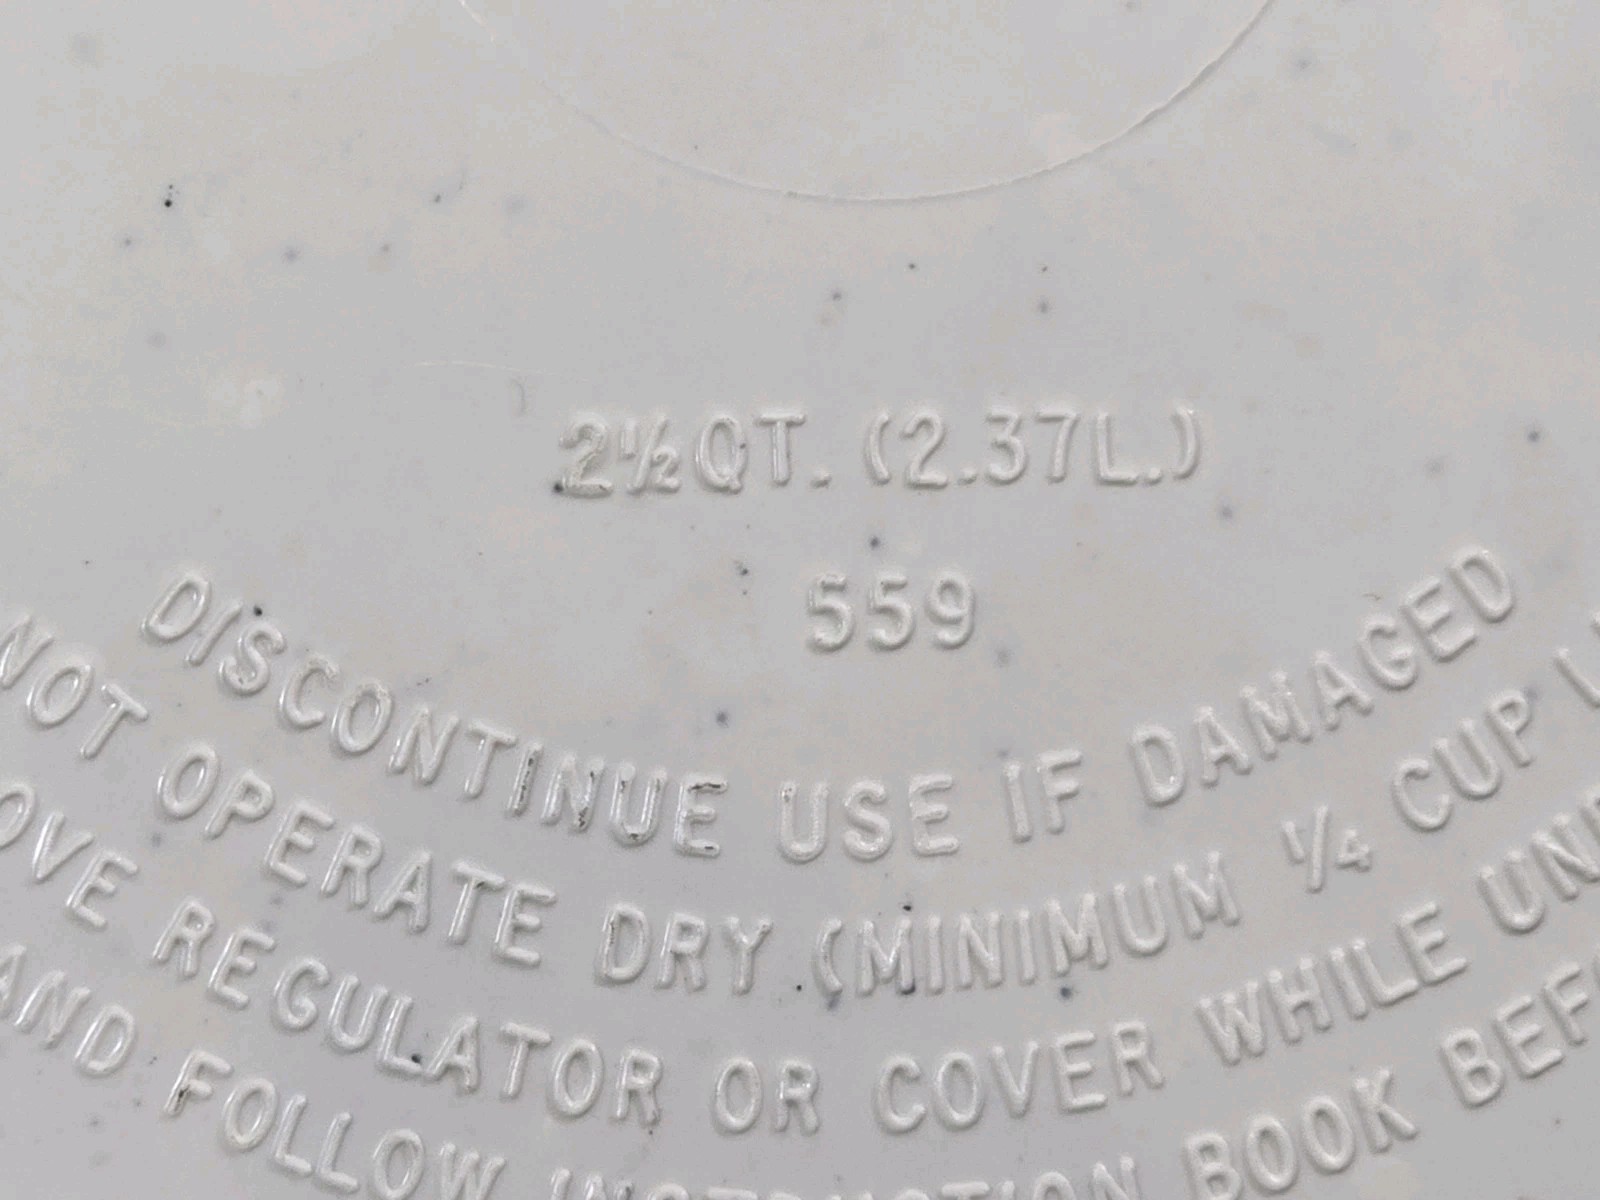 2½QT. (2.37L.)
559
DISCONTINUE USE IF DAMAGED
NOT OPERATE DRY (MINIMUM ¼ CUP
REGULATOR OR COVER WHILE
AND FOLLOW INSTRUCTION BOOK